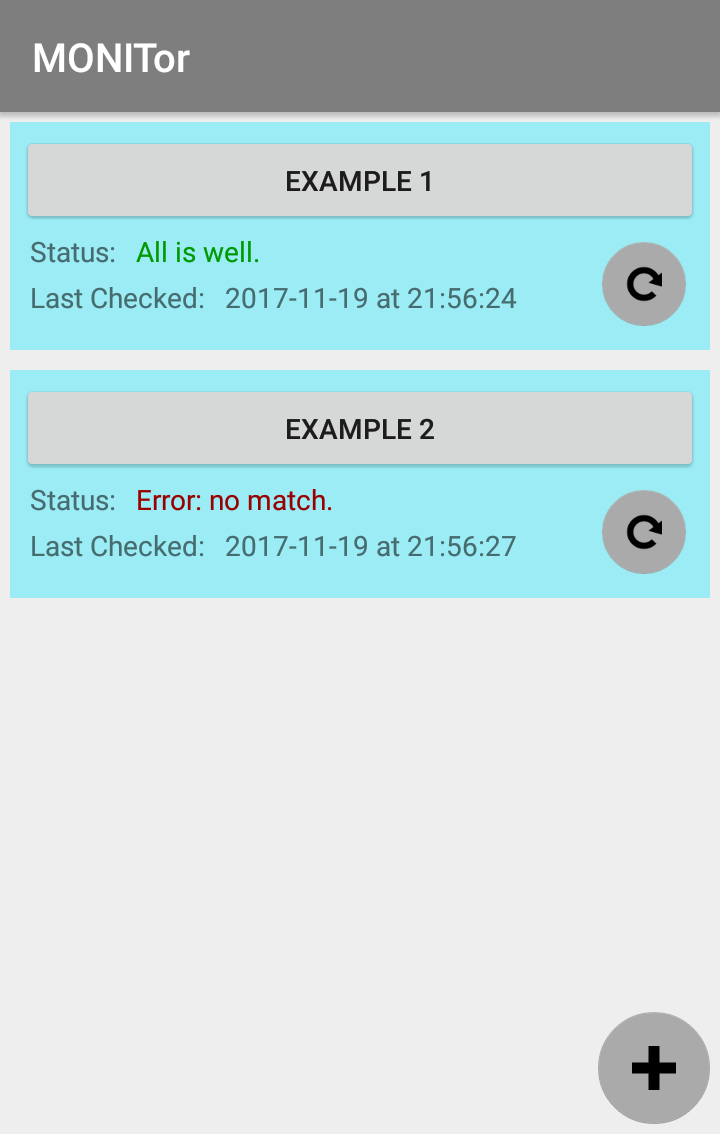 MONITor
EXAMPLE 1
Status: All is well.
Last Checked: 2017-11-19 at 21:56:24
EXAMPLE 2
Status: Error: no match.
Last Checked: 2017-11-19 at 21:56:27